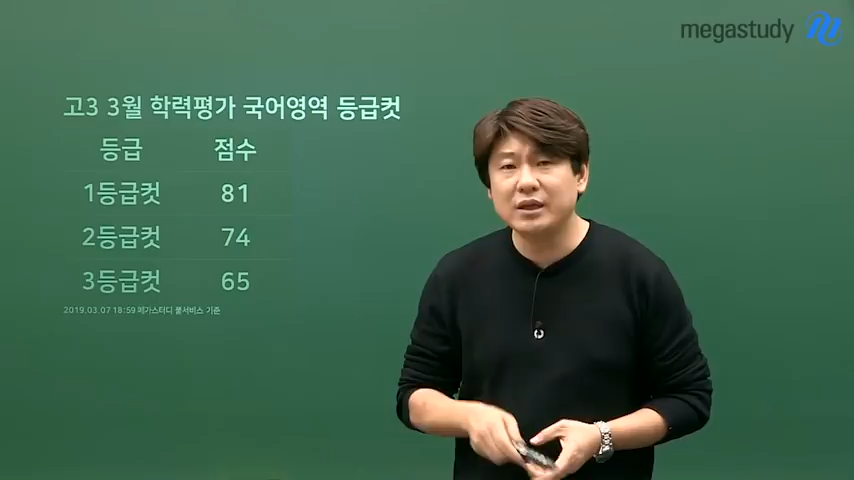 megastudy
고3 3월 학력평가 국어영역 등급컷
등급 점수
1등급컷 81
2등급컷 74
3등급컷 65
2019.03.07 18:59 메가스터디 풀서비스 기준